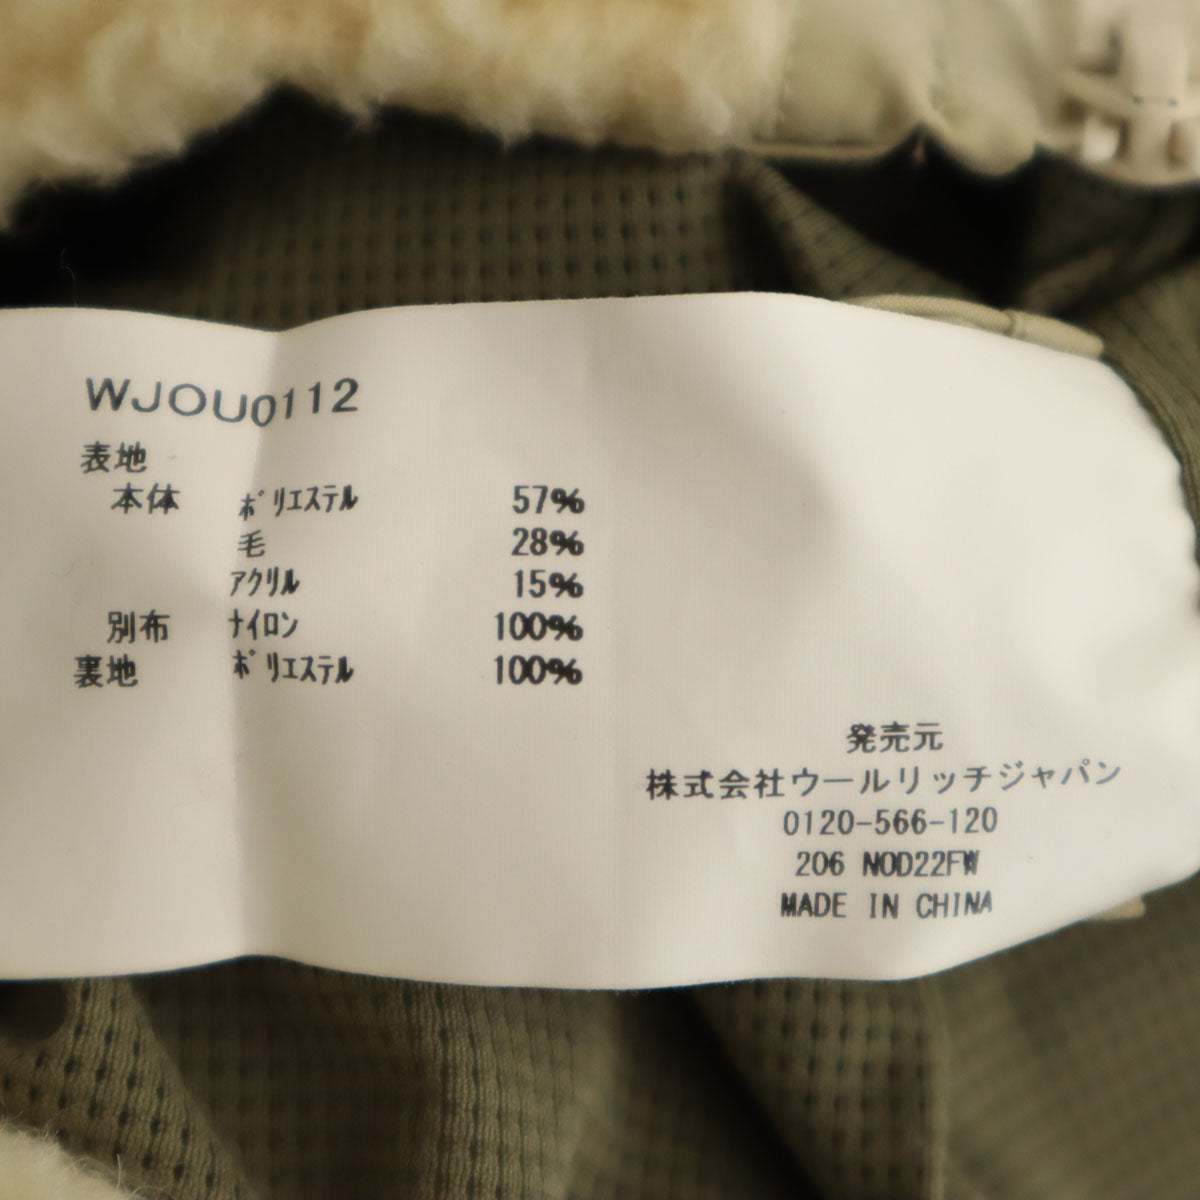 WJOU0112
表地
本体 ポリエステル 57%
毛 28%
アクリル 15%
別布 ナイロン 100%
裏地 ポリエステル 100%
発売元
株式会社ウールリッチジャパン
0120-566-120
206 NOD22FW
MADE IN CHINA